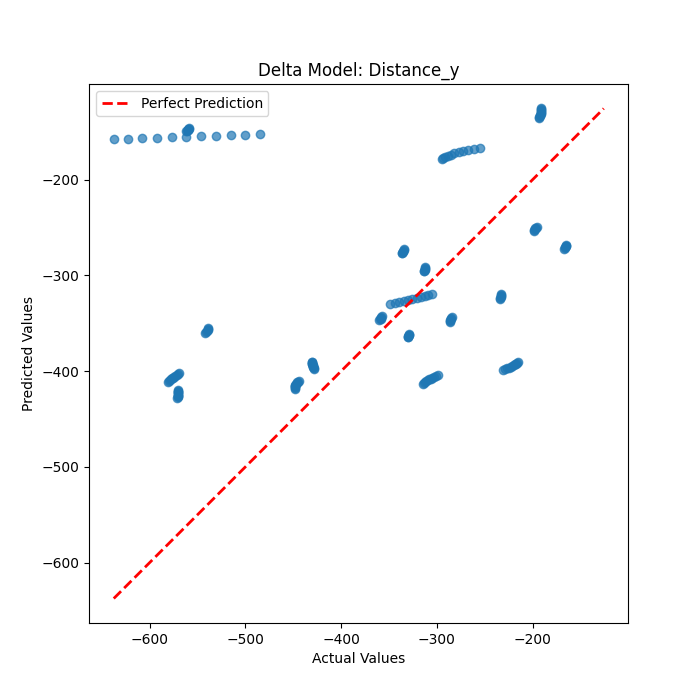 Delta Model: Distance_y
Perfect Prediction
−200
−300
−400
−500
−600
Predicted Values
−600
−500
−400
−300
−200
Actual Values